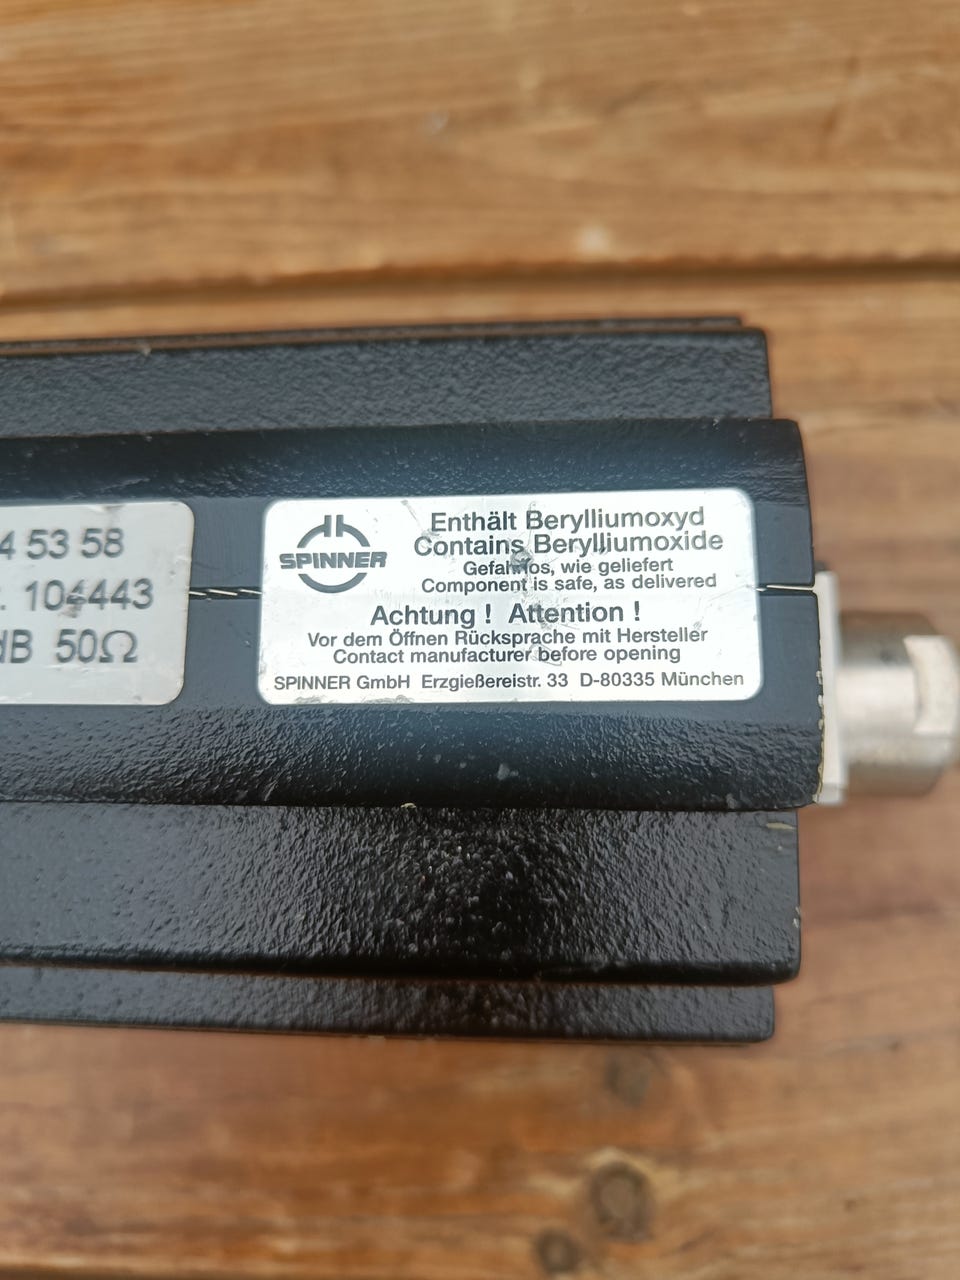 4 53 58
. 104443
dB 50Ω
SPINNER
Enthält Berylliumoxyd
Contains Berylliumoxide
Gefahrlos, wie geliefert
Component is safe, as delivered
Achtung ! Attention !
Vor dem Öffnen Rücksprache mit Hersteller
Contact manufacturer before opening
SPINNER GmbH Erzgießereistr. 33 D-80335 München